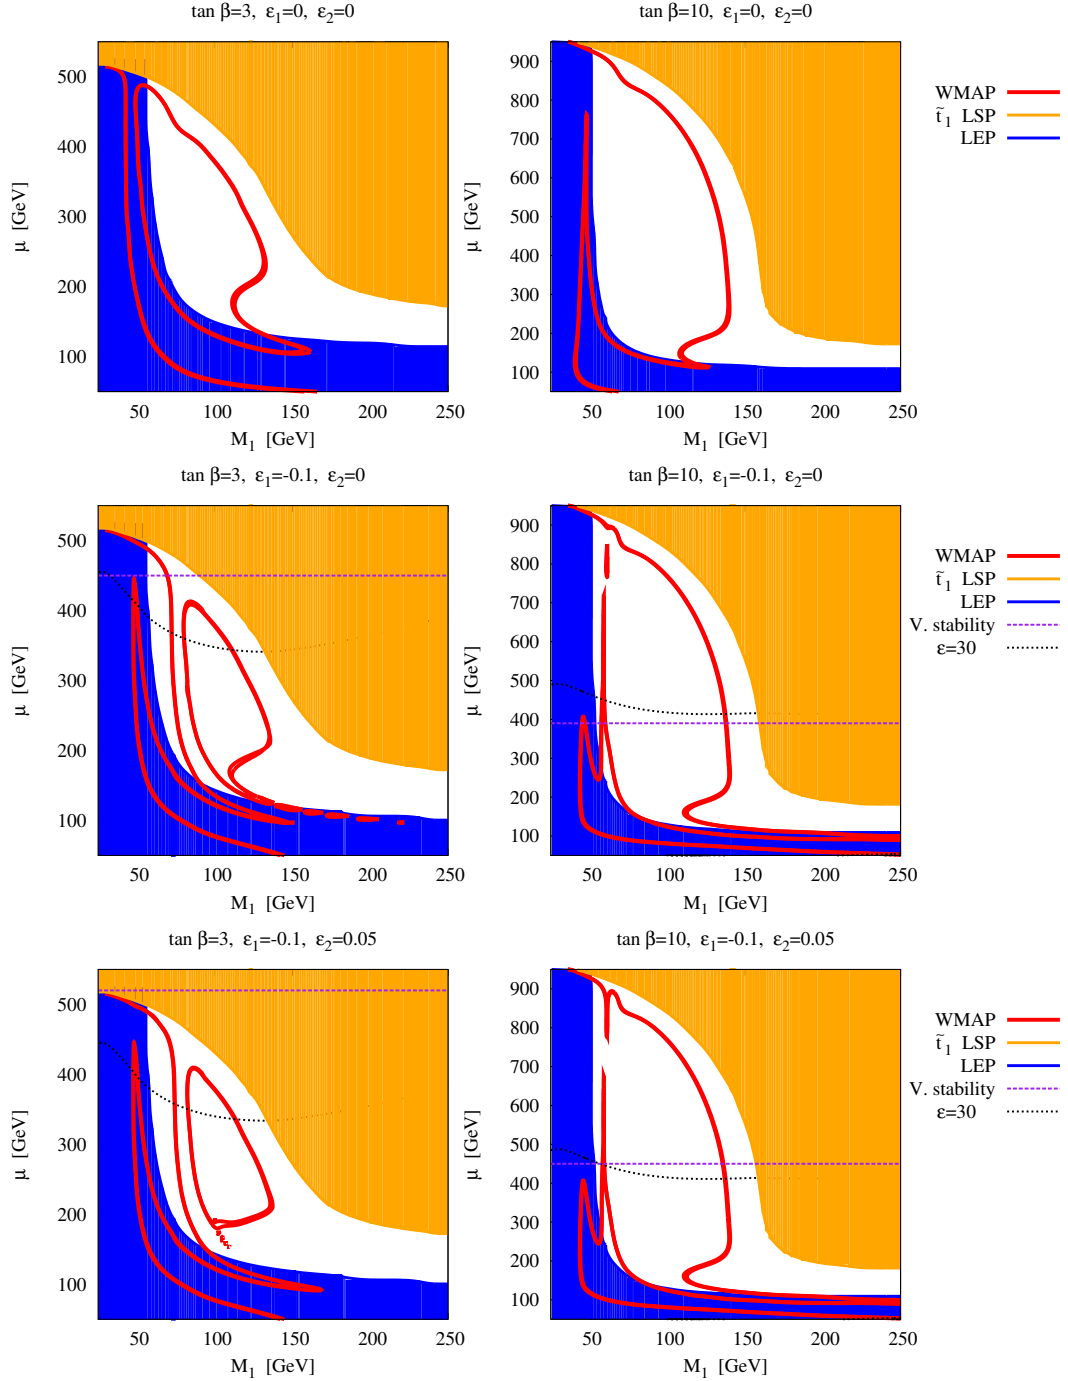 tan β=3, ε₁=0, ε₂=0
500
400
300
200
100
μ [GeV]
50
100
150
200
250
M₁ [GeV]
tan β=10, ε₁=0, ε₂=0
900
800
700
600
500
400
300
200
100
μ [GeV]
50
100
150
200
250
M₁ [GeV]
WMAP
t̃₁ LSP
LEP
tan β=3, ε₁=-0.1, ε₂=0
500
400
300
200
100
μ [GeV]
50
100
150
200
250
M₁ [GeV]
tan β=10, ε₁=-0.1, ε₂=0
900
800
700
600
500
400
300
200
100
μ [GeV]
50
100
150
200
250
M₁ [GeV]
WMAP
t̃₁ LSP
LEP
V. stability
ε=30
tan β=3, ε₁=-0.1, ε₂=0.05
500
400
300
200
100
μ [GeV]
50
100
150
200
250
M₁ [GeV]
tan β=10, ε₁=-0.1, ε₂=0.05
900
800
700
600
500
400
300
200
100
μ [GeV]
50
100
150
200
250
M₁ [GeV]
WMAP
t̃₁ LSP
LEP
V. stability
ε=30